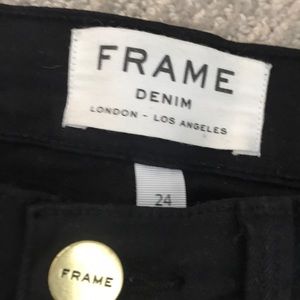 FRAME
DENIM
LONDON - LOS ANGELES
24
FRAME